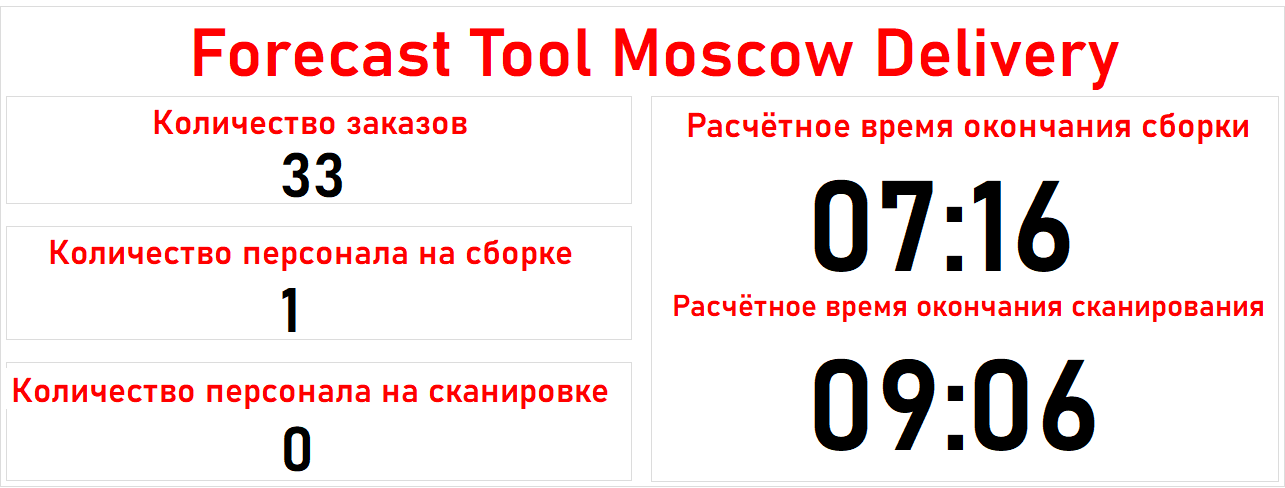 Forecast Tool Moscow Delivery
Количество заказов
33
Количество персонала на сборке
1
Количество персонала на сканировке
0
Расчётное время окончания сборки
07:16
Расчётное время окончания сканирования
09:06